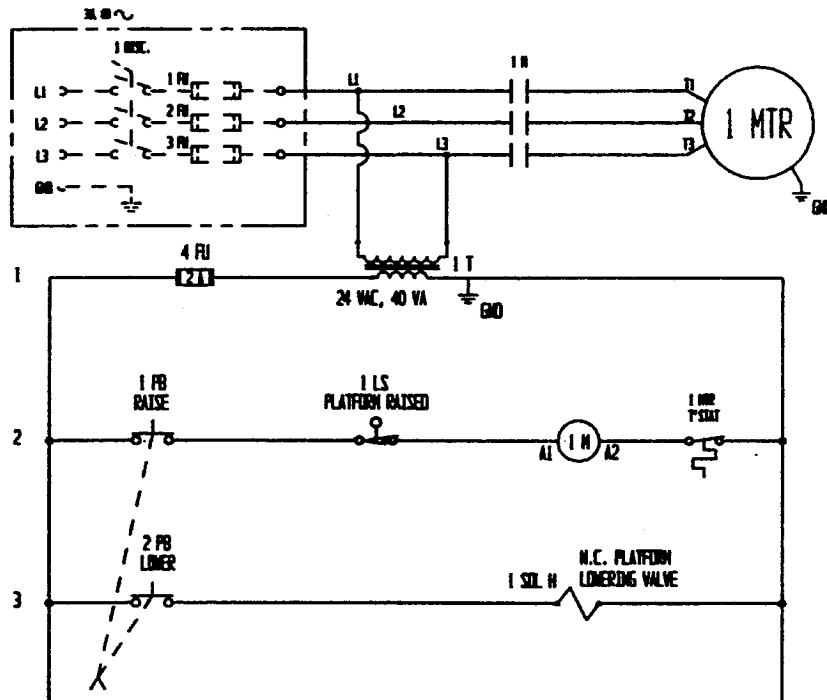 1 DISC.
L1
1 FU
L1
1 M
T1
L2
2 FU
L2
T2
1 MTR
L3
3 FU
L3
T3
GND
GND
4 FU
1 T
1
2 A
24 VAC, 40 VA
GND
1 PB
RAISE
1 LS
PLATFORM RAISED
1 MTR
T'STAT
2
1 M
A1
A2
2 PB
LOWER
N.C. PLATFORM
LOWERING VALVE
1 SOL H
3